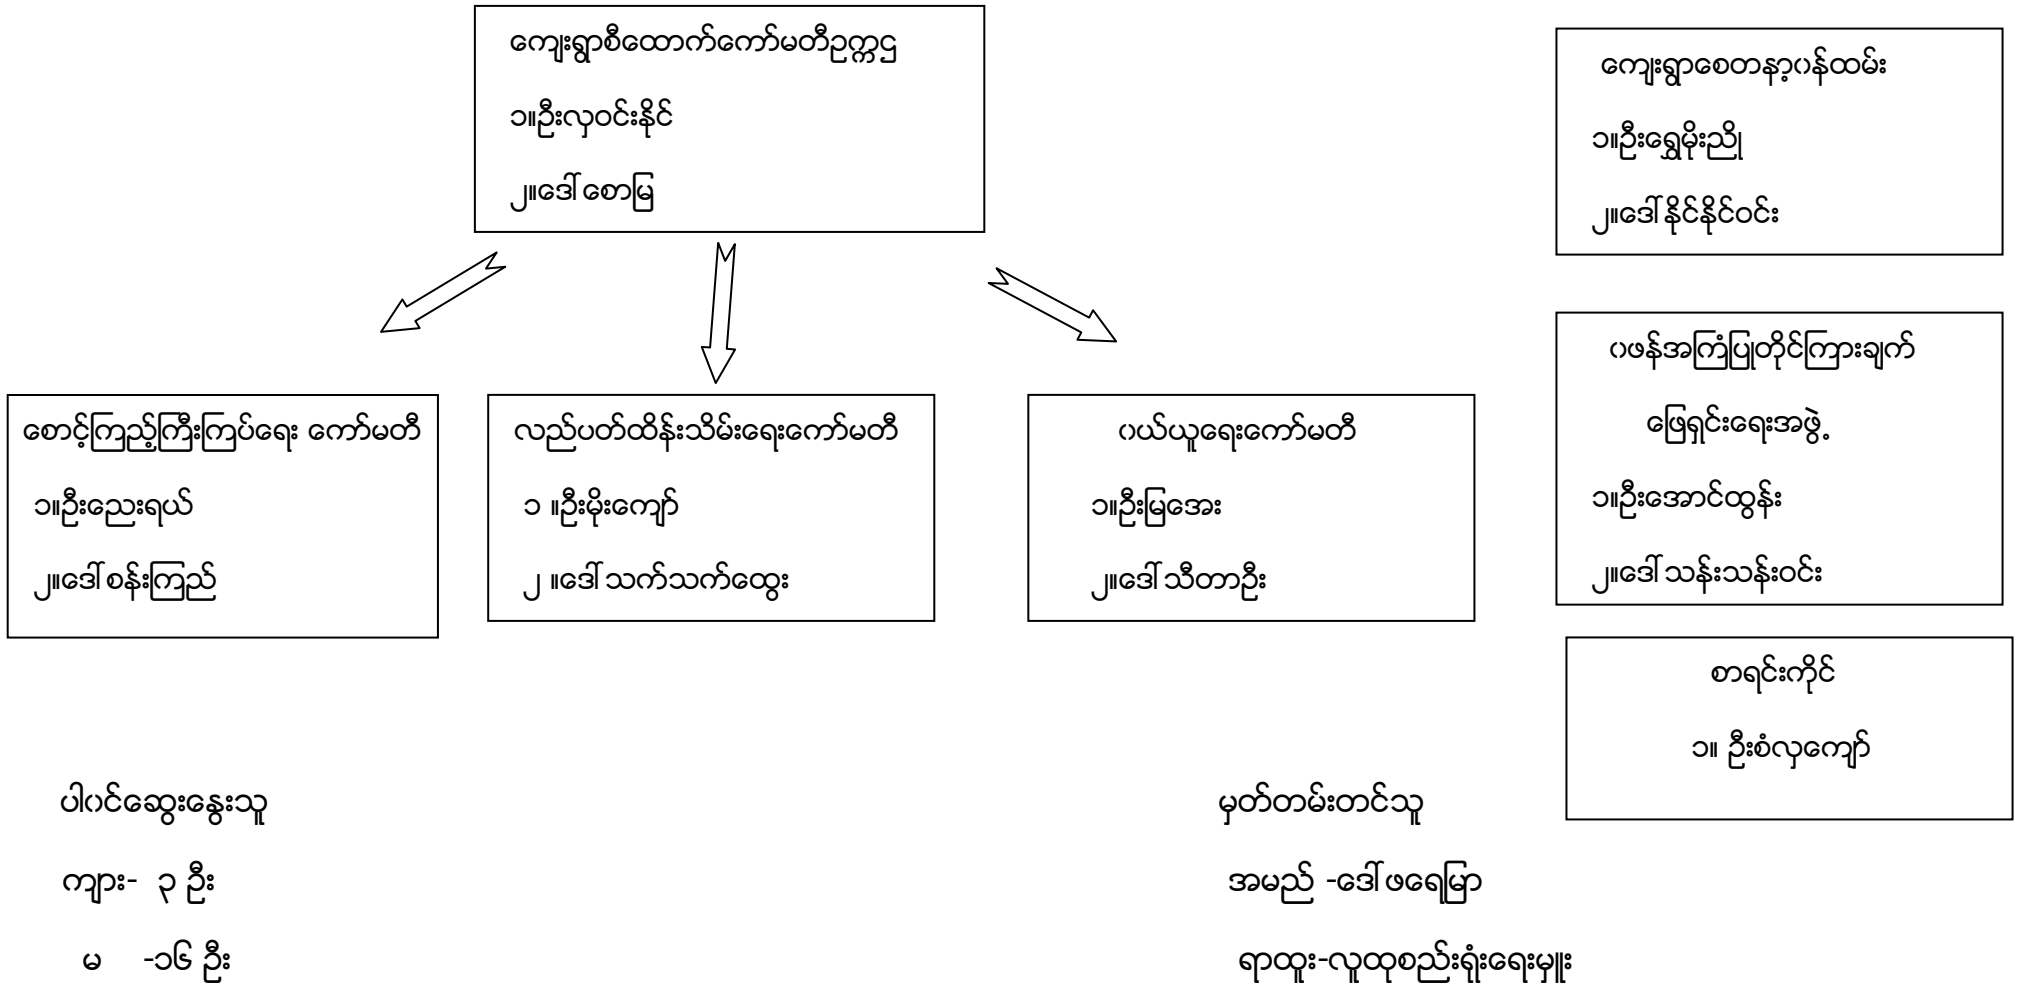 ကျေးရွာစီထောက်ကော်မတီဥက္ကဌ
၁။ဦးလှဝင်းနိုင်
၂။ဒေါ်စောမြ
ကျေးရွာစေတနာ့ဝန်ထမ်း
၁။ဦးရွှေမိုးညို
၂။ဒေါ်နိုင်နိုင်ဝင်း
ဝဖန်အကြံပြုတိုင်ကြားချက်
ဖြေရှင်းရေးအဖွဲ့
၁။ဦးအောင်ထွန်း
၂။ဒေါ်သန်းသန်းဝင်း
စောင့်ကြည့်ကြီးကြပ်ရေး ကော်မတီ
၁။ဦးညေးရယ်
၂။ဒေါ်စန်းကြည်
လည်ပတ်ထိန်းသိမ်းရေးကော်မတီ
၁ ။ဦးမိုးကျော်
၂ ။ဒေါ်သက်သက်ထွေး
ဝယ်ယူရေးကော်မတီ
၁။ဦးမြအေး
၂။ဒေါ်သီတာဦး
စာရင်းကိုင်
၁။ ဦးစံလှကျော်
ပါဝင်ဆွေးနွေးသူ
ကျား- ၃ ဦး
မ -၁၆ ဦး
မှတ်တမ်းတင်သူ
အမည် -ဒေါ်ဖရေမြာ
ရာထူး-လူထုစည်းရုံးရေးမှူး